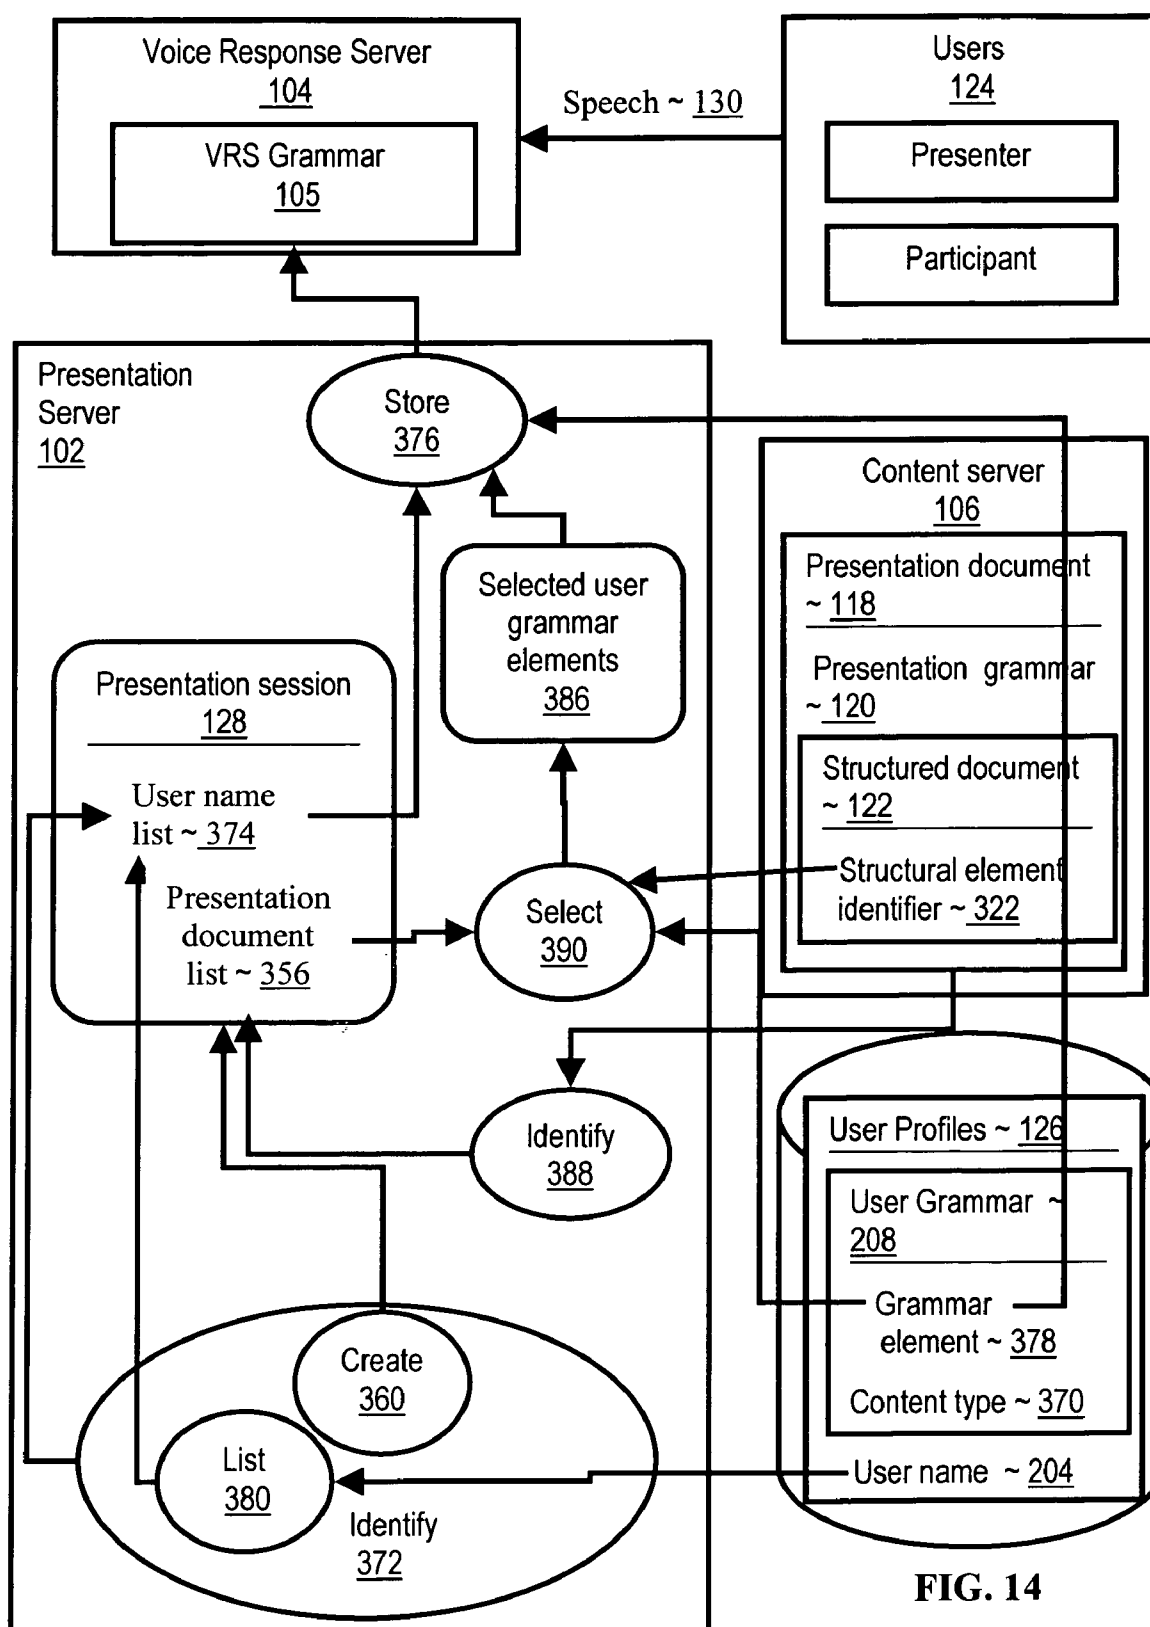 Voice Response Server
104
VRS Grammar
105
Speech ~ 130
Users
124
Presenter
Participant
Presentation
Server
102
Store
376
Content server
106
Presentation document
~ 118
Presentation grammar
~ 120
Structured document
~ 122
Structural element
identifier ~ 322
Selected user
grammar
elements
386
Presentation session
128
User name
list ~ 374
Presentation
document
list ~ 356
Select
390
Identify
388
User Profiles ~ 126
User Grammar ~
208
Grammar
element ~ 378
Content type ~ 370
User name ~ 204
Create
360
List
380
Identify
372
FIG. 14